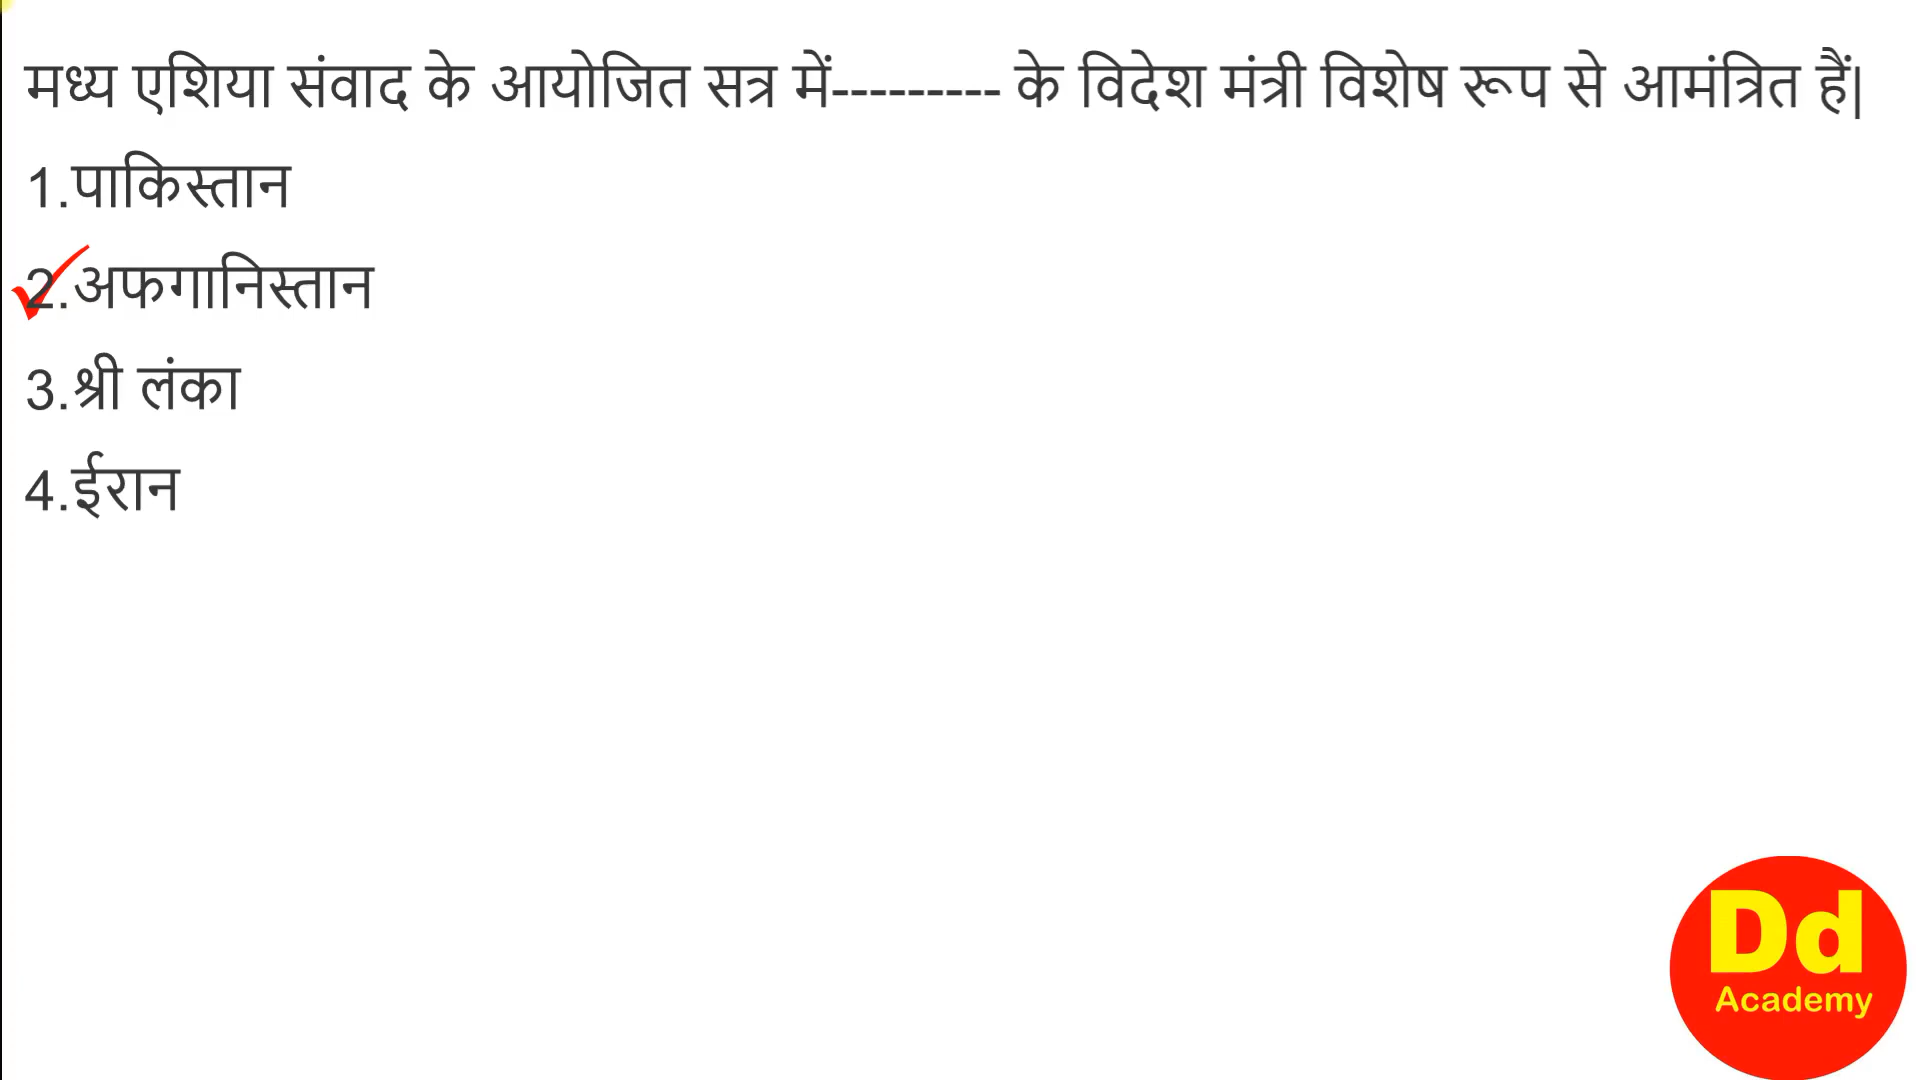 मध्य एशिया संवाद के आयोजित सत्र में--------- के विदेश मंत्री विशेष रूप से आमंत्रित हैं|
1.पाकिस्तान
2.अफगानिस्तान
3.श्री लंका
4.ईरान
Dd
Academy